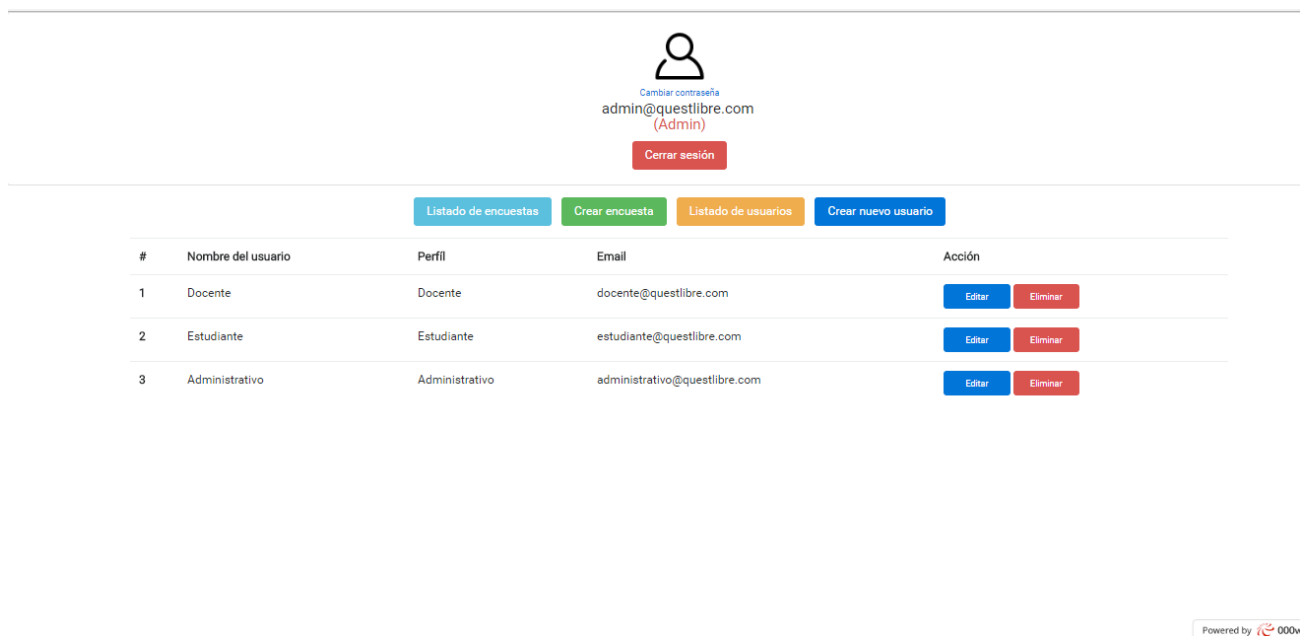 Cambiar contraseña
admin@questlibre.com
(Admin)
Cerrar sesión
Listado de encuestas Crear encuesta Listado de usuarios Crear nuevo usuario
# Nombre del usuario Perfíl Email Acción
1 Docente Docente docente@questlibre.com Editar Eliminar
2 Estudiante Estudiante estudiante@questlibre.com Editar Eliminar
3 Administrativo Administrativo administrativo@questlibre.com Editar Eliminar
Powered by 000w